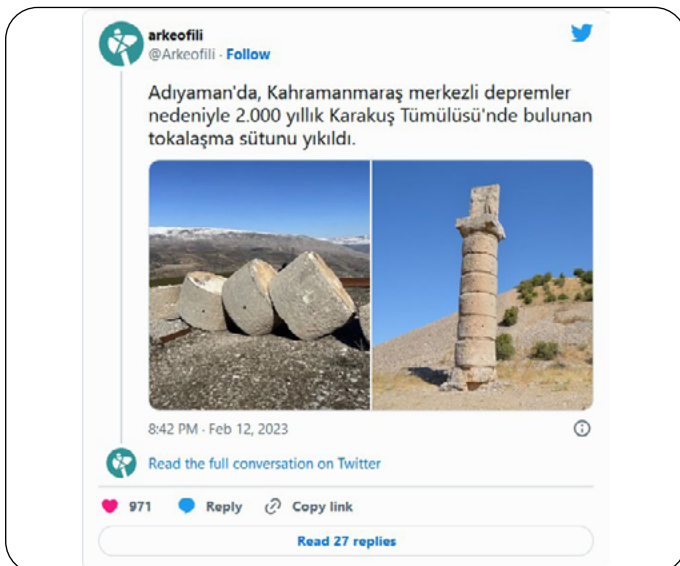 arkeofili
@Arkeofili · Follow
Adıyaman'da, Kahramanmaraş merkezli depremler
nedeniyle 2.000 yıllık Karakuş Tümülüsü'nde bulunan
tokalaşma sütunu yıkıldı.
8:42 PM · Feb 12, 2023
Read the full conversation on Twitter
971 Reply Copy link
Read 27 replies